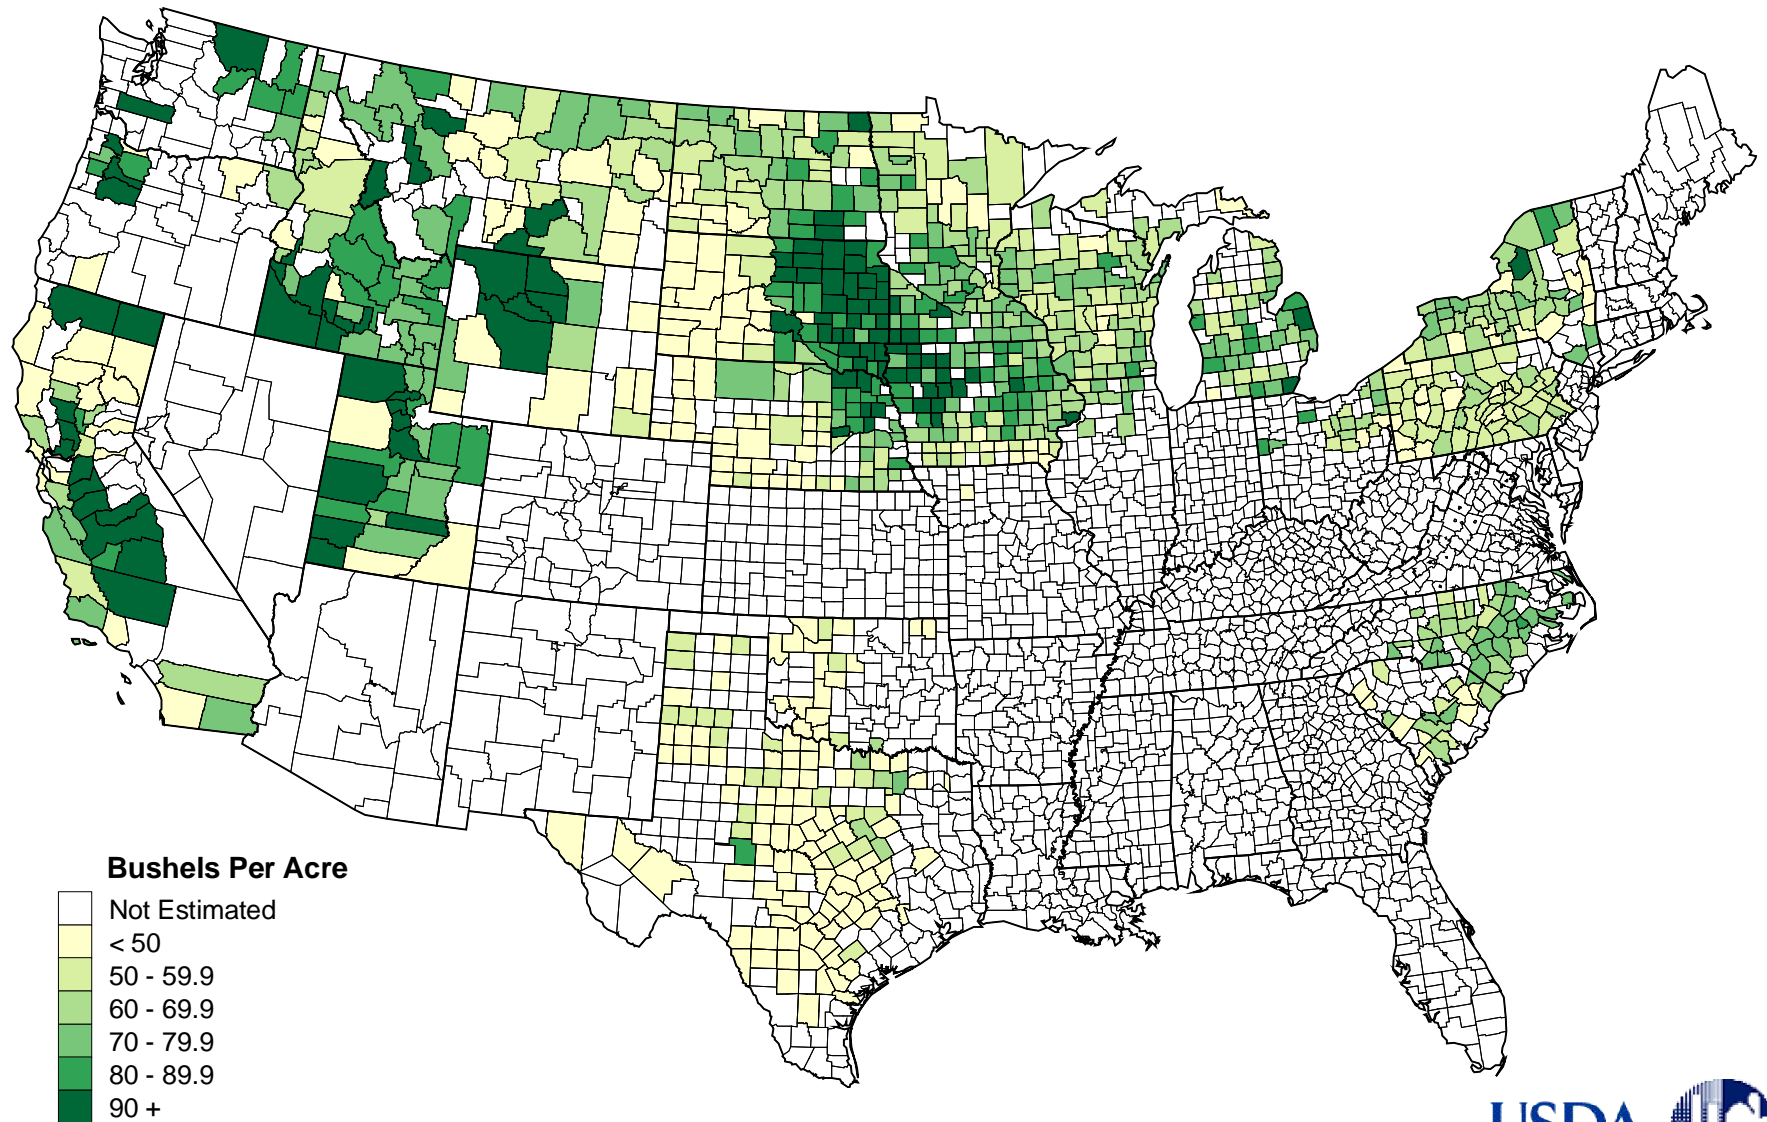 Bushels Per Acre
Not Estimated
< 50
50 - 59.9
60 - 69.9
70 - 79.9
80 - 89.9
90 +
USDA